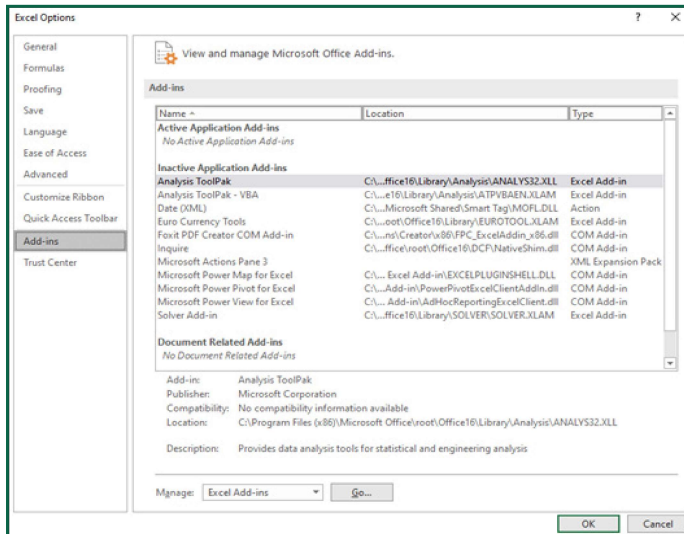 Excel Options ? ×
General
Formulas
Proofing
Save
Language
Ease of Access
Advanced
Customize Ribbon
Quick Access Toolbar
Add-ins
Trust Center
View and manage Microsoft Office Add-ins.
Add-ins
Name Location Type
Active Application Add-ins
No Active Application Add-ins
Inactive Application Add-ins
Analysis ToolPak C:\...ffice16\Library\Analysis\ANALYS32.XLL Excel Add-in
Analysis ToolPak - VBA C:\...e16\Library\Analysis\ATPVBAEN.XLAM Excel Add-in
Date (XML) C:\...Microsoft Shared\Smart Tag\MOFL.DLL Action
Euro Currency Tools C:\...oot\Office16\Library\EUROTOOL.XLAM Excel Add-in
Foxit PDF Creator COM Add-in C:\...ns\Creator\x86\FPC_ExcelAddin_x86.dll COM Add-in
Inquire C:\...ffice\root\Office16\DCF\NativeShim.dll COM Add-in
Microsoft Actions Pane 3 XML Expansion Pack
Microsoft Power Map for Excel C:\... Excel Add-in\EXCELPLUGINSHELL.DLL COM Add-in
Microsoft Power Pivot for Excel C:\...Add-in\PowerPivotExcelClientAddIn.dll COM Add-in
Microsoft Power View for Excel C:\... Add-in\AdHocReportingExcelClient.dll COM Add-in
Solver Add-in C:\...ffice16\Library\SOLVER\SOLVER.XLAM Excel Add-in
Document Related Add-ins
No Document Related Add-ins
Add-in: Analysis ToolPak
Publisher: Microsoft Corporation
Compatibility: No compatibility information available
Location: C:\Program Files (x86)\Microsoft Office\root\Office16\Library\Analysis\ANALYS32.XLL
Description: Provides data analysis tools for statistical and engineering analysis
Manage: Excel Add-ins Go...
OK Cancel